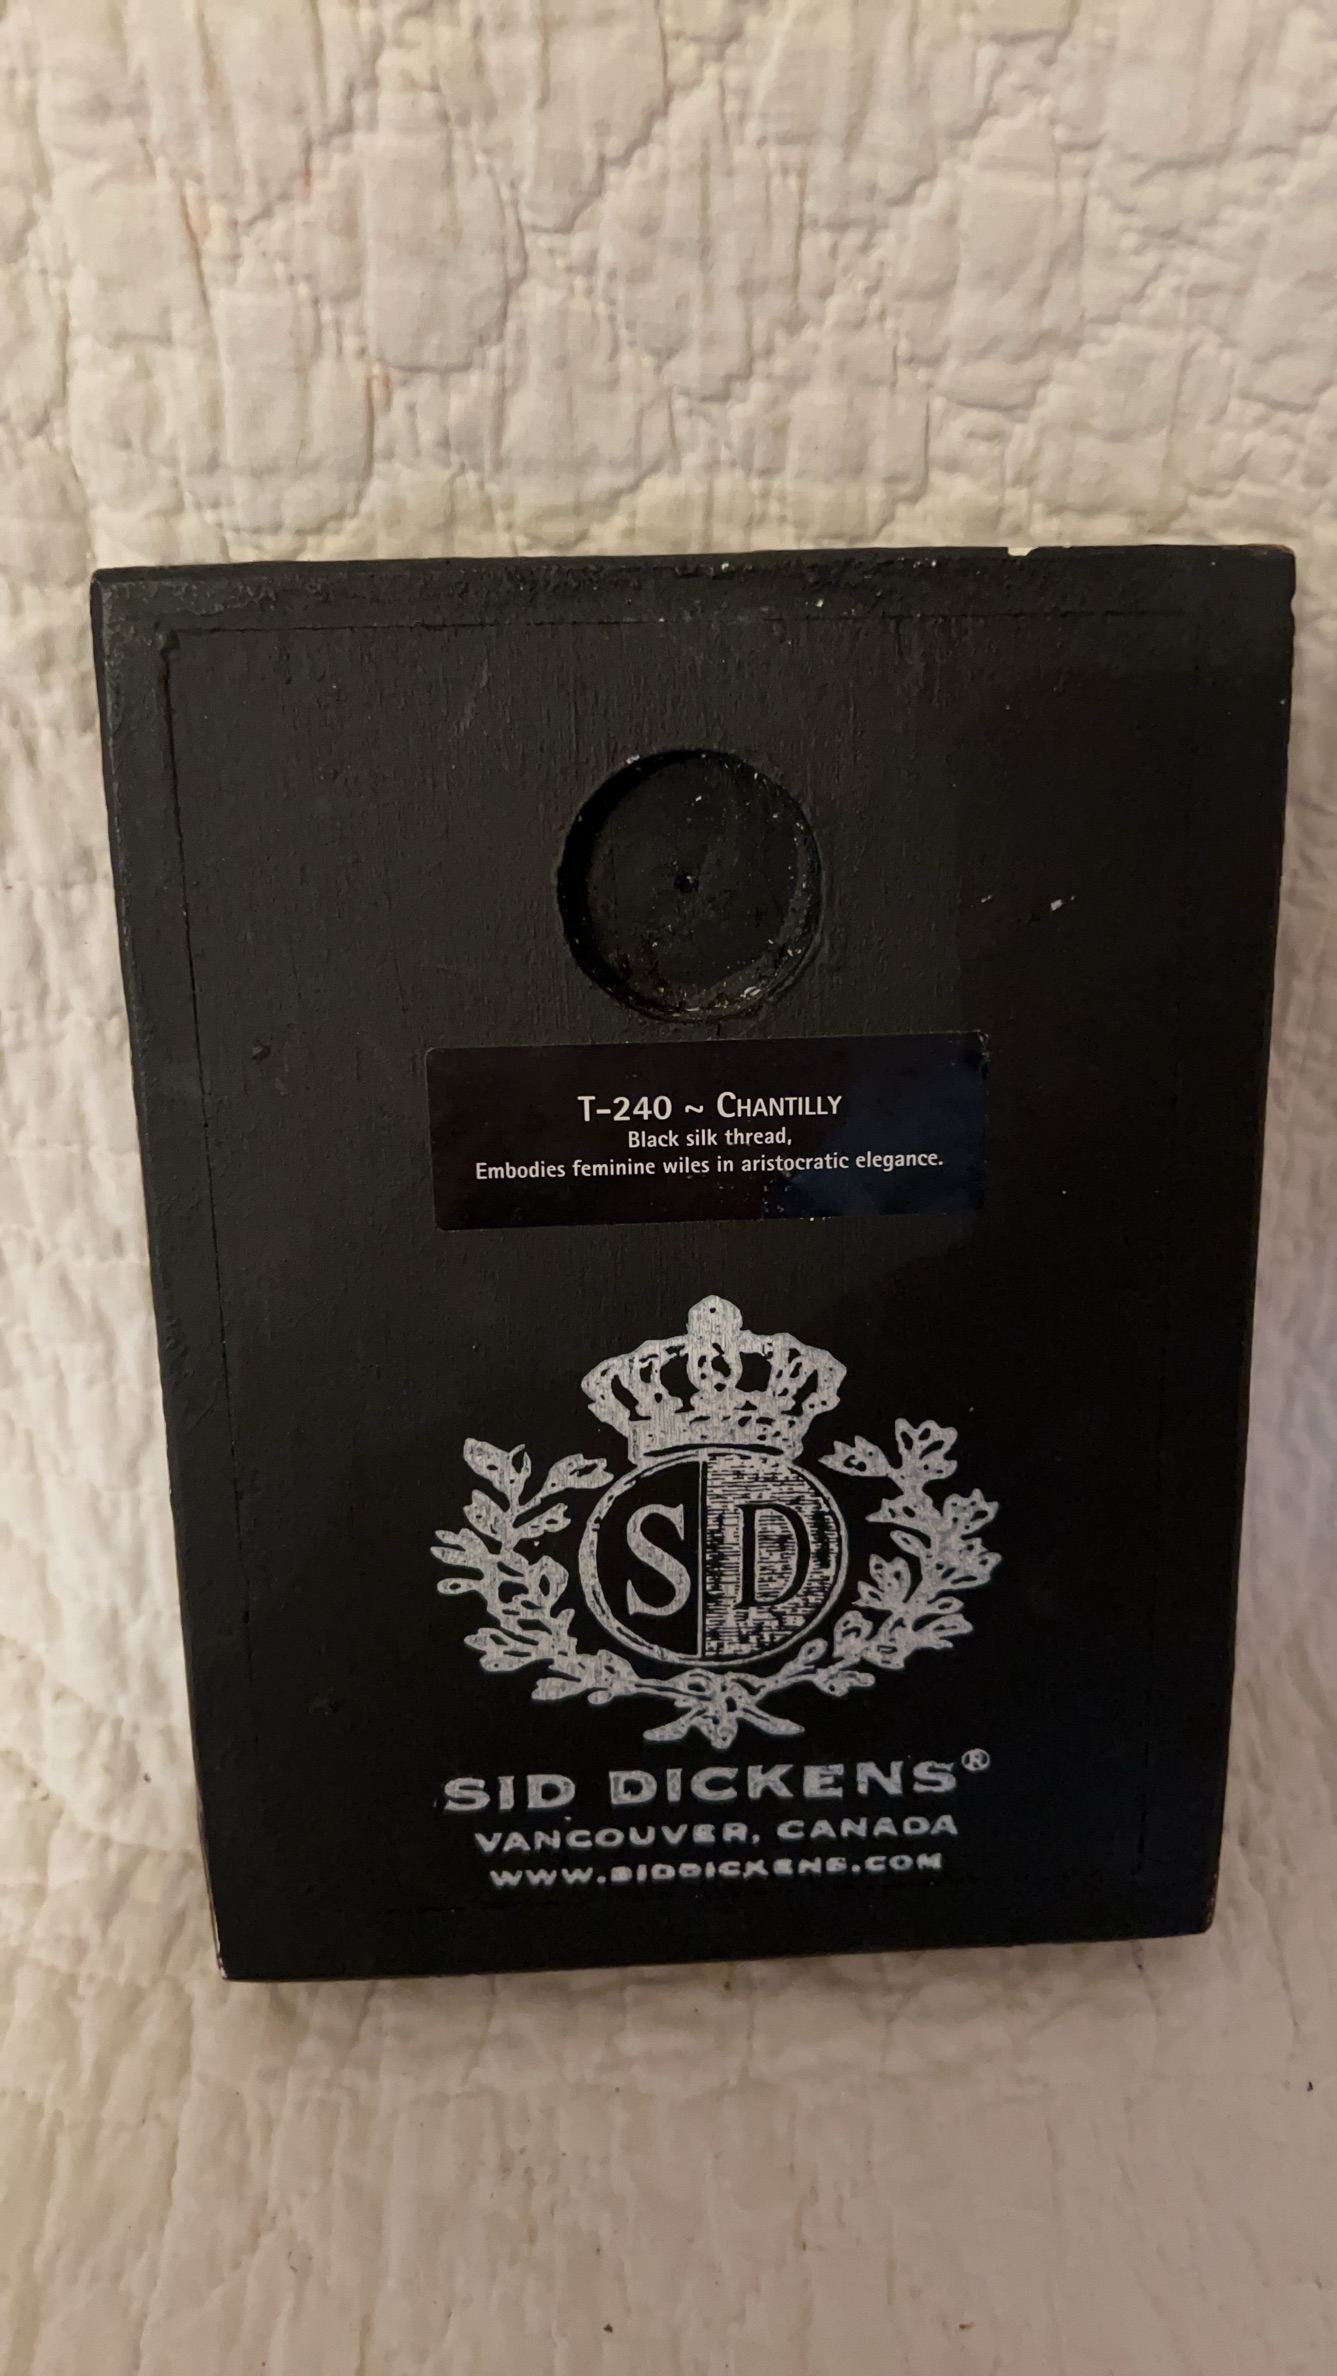 T-240 ~ CHANTILLY
Black silk thread,
Embodies feminine wiles in aristocratic elegance.
SD
SID DICKENS®
VANCOUVER, CANADA
WWW.SIDDICKENS.COM